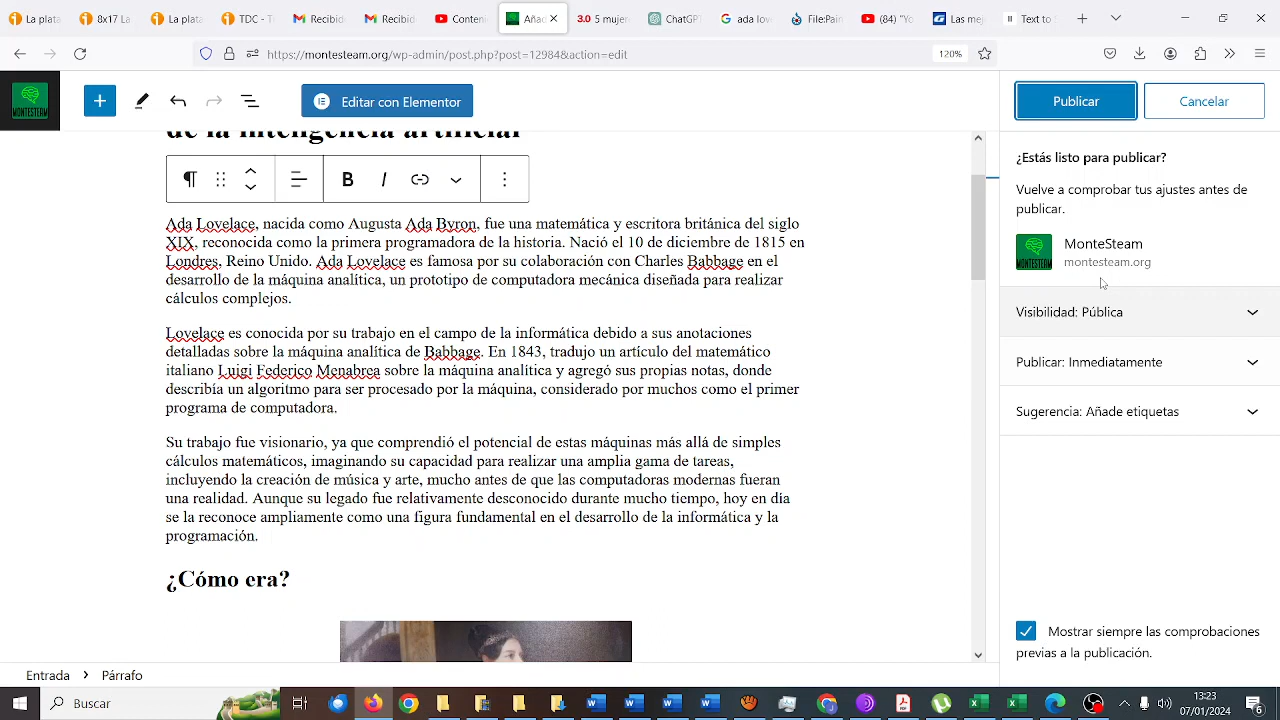 La plata
0x17 La
La plata
TDC - T
Recibid
Recibid
Conten
Añad
3.0 5 mujer
ChatGP
ada lov
File:Pain
(84) "Yo
Las mej
Text to S
https://montesteam.org/wp-admin/post.php?post=12984&action=edit
120%
MONTESTEAM
Editar con Elementor
Publicar
Cancelar
de la inteligencia artificial
B I
Ada Lovelace, nacida como Augusta Ada Byron, fue una matemática y escritora británica del siglo
XIX, reconocida como la primera programadora de la historia. Nació el 10 de diciembre de 1815 en
Londres, Reino Unido. Ada Lovelace es famosa por su colaboración con Charles Babbage en el
desarrollo de la máquina analítica, un prototipo de computadora mecánica diseñada para realizar
cálculos complejos.
Lovelace es conocida por su trabajo en el campo de la informática debido a sus anotaciones
detalladas sobre la máquina analítica de Babbage. En 1843, tradujo un artículo del matemático
italiano Luigi Federico Menabrea sobre la máquina analítica y agregó sus propias notas, donde
describía un algoritmo para ser procesado por la máquina, considerado por muchos como el primer
programa de computadora.
Su trabajo fue visionario, ya que comprendió el potencial de estas máquinas más allá de simples
cálculos matemáticos, imaginando su capacidad para realizar una amplia gama de tareas,
incluyendo la creación de música y arte, mucho antes de que las computadoras modernas fueran
una realidad. Aunque su legado fue relativamente desconocido durante mucho tiempo, hoy en día
se la reconoce ampliamente como una figura fundamental en el desarrollo de la informática y la
programación.
¿Cómo era?
¿Estás listo para publicar?
Vuelve a comprobar tus ajustes antes de
publicar.
MONTESTEAM
MonteSteam
montesteam.org
Visibilidad: Pública
Publicar: Inmediatamente
Sugerencia: Añade etiquetas
Mostrar siempre las comprobaciones
previas a la publicación.
Entrada
Párrafo
Buscar
13:23
07/01/2024
6